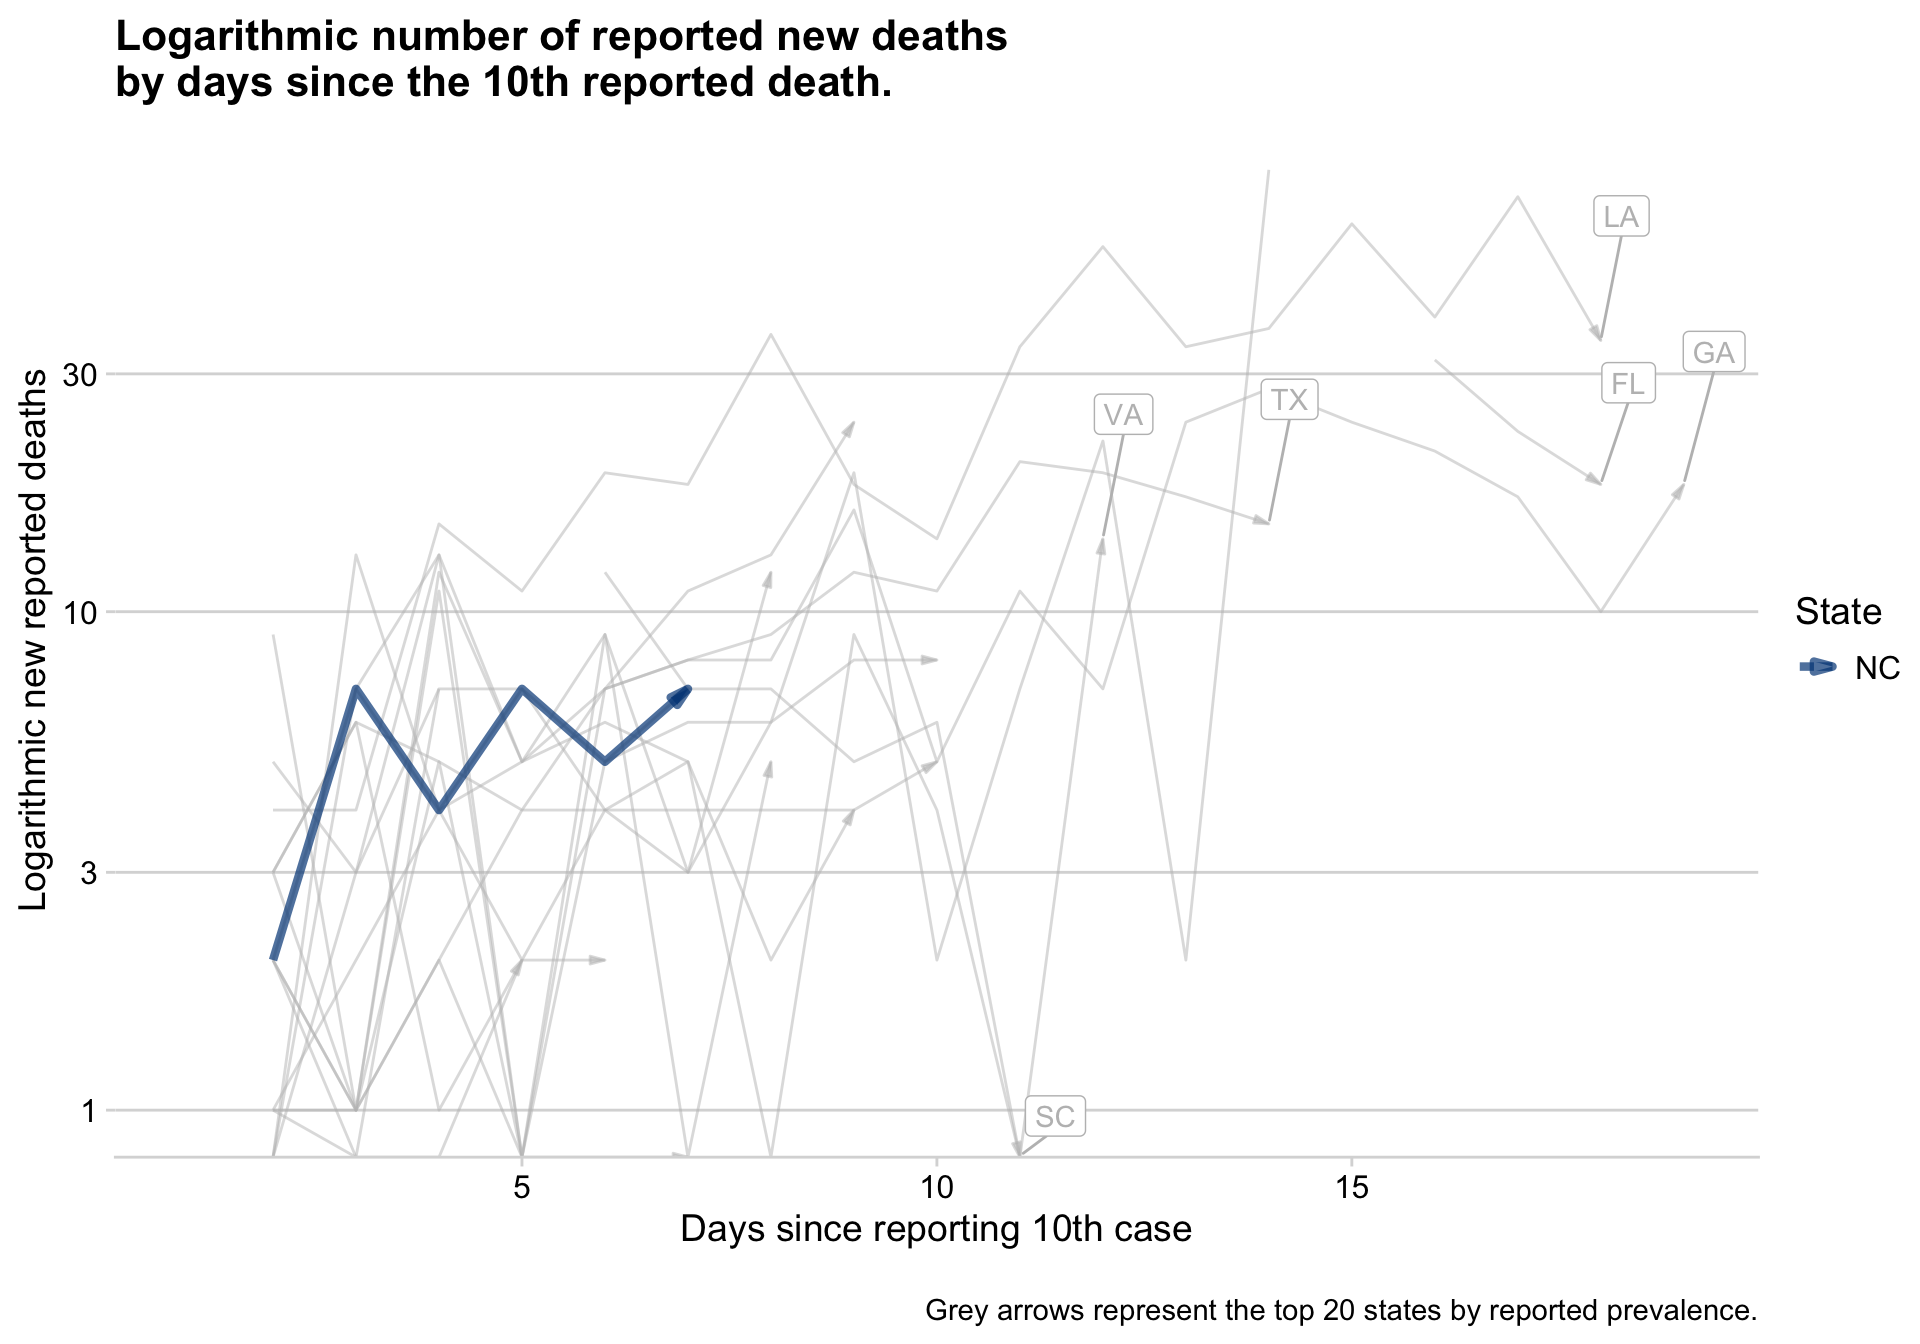 Logarithmic number of reported new deaths
by days since the 10th reported death.
LA
GA
FL
TX
VA
SC
30
10
3
1
Logarithmic new reported deaths
5 10 15
Days since reporting 10th case
State
NC
Grey arrows represent the top 20 states by reported prevalence.